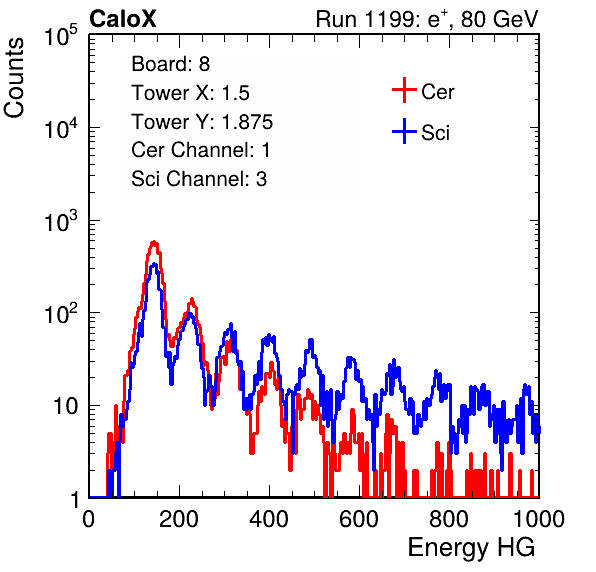 CaloX Run 1199: e⁺, 80 GeV
Board: 8
Tower X: 1.5
Tower Y: 1.875
Cer Channel: 1
Sci Channel: 3
Cer
Sci
Counts
10⁵
10⁴
10³
10²
10
1
0 200 400 600 800 1000
Energy HG